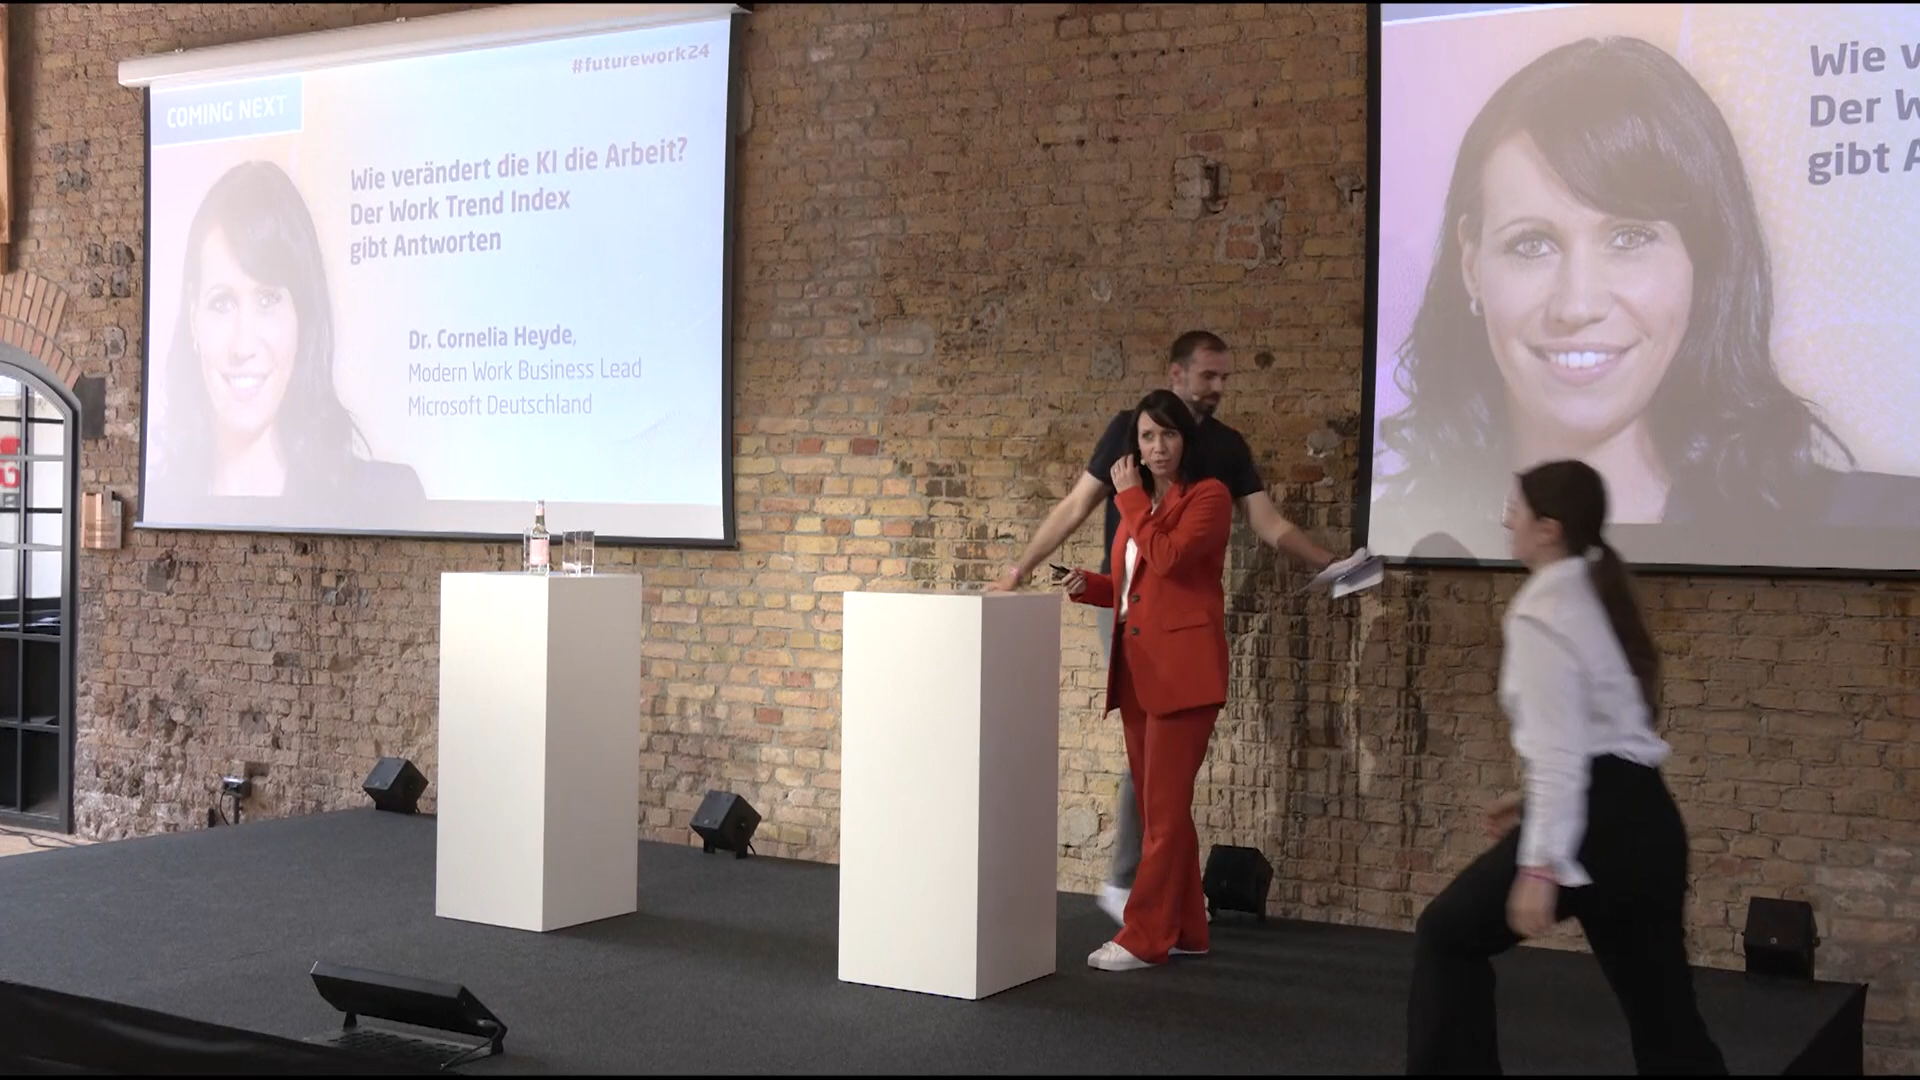 #futurework24
COMING NEXT
Wie verändert die KI die Arbeit?
Der Work Trend Index
gibt Antworten
Dr. Cornelia Heyde,
Modern Work Business Lead
Microsoft Deutschland
Wie v
Der W
gibt A